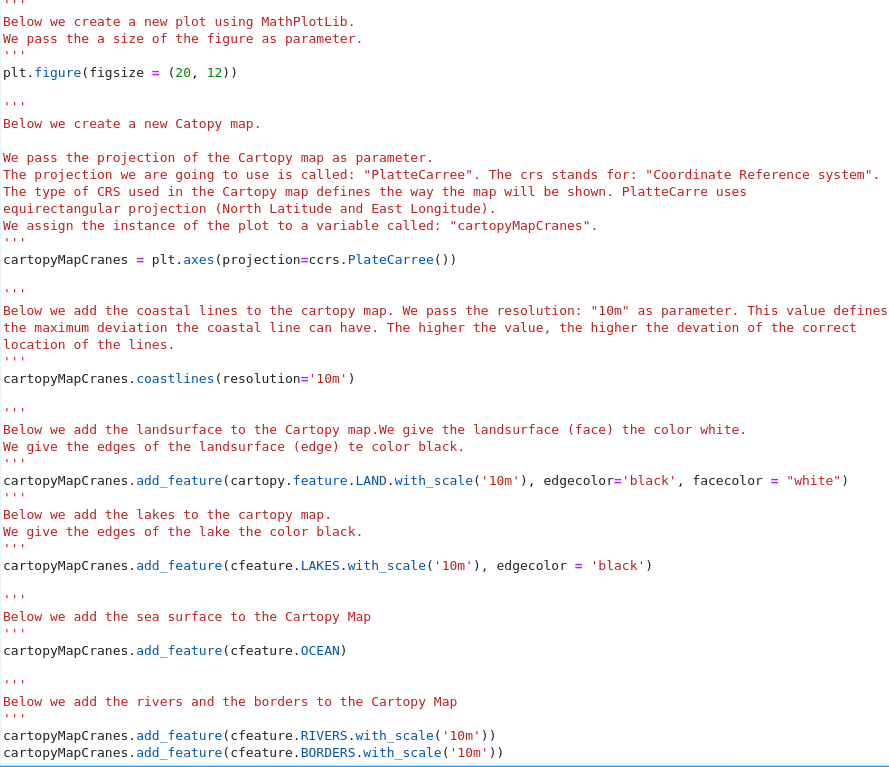 '''
Below we create a new plot using MathPlotLib.
We pass the a size of the figure as parameter.
'''
plt.figure(figsize = (20, 12))
'''
Below we create a new Catopy map.
We pass the projection of the Cartopy map as parameter.
The projection we are going to use is called: "PlatteCarree". The crs stands for: "Coordinate Reference system".
The type of CRS used in the Cartopy map defines the way the map will be shown. PlatteCarre uses
equirectangular projection (North Latitude and East Longitude).
We assign the instance of the plot to a variable called: "cartopyMapCranes".
'''
cartopyMapCranes = plt.axes(projection=ccrs.PlateCarree())
'''
Below we add the coastal lines to the cartopy map. We pass the resolution: "10m" as parameter. This value defines
the maximum deviation the coastal line can have. The higher the value, the higher the devation of the correct
location of the lines.
'''
cartopyMapCranes.coastlines(resolution='10m')
'''
Below we add the landsurface to the Cartopy map.We give the landsurface (face) the color white.
We give the edges of the landsurface (edge) te color black.
'''
cartopyMapCranes.add_feature(cartopy.feature.LAND.with_scale('10m'), edgecolor='black', facecolor = "white")
'''
Below we add the lakes to the cartopy map.
We give the edges of the lake the color black.
'''
cartopyMapCranes.add_feature(cfeature.LAKES.with_scale('10m'), edgecolor = 'black')
'''
Below we add the sea surface to the Cartopy Map
'''
cartopyMapCranes.add_feature(cfeature.OCEAN)
'''
Below we add the rivers and the borders to the Cartopy Map
'''
cartopyMapCranes.add_feature(cfeature.RIVERS.with_scale('10m'))
cartopyMapCranes.add_feature(cfeature.BORDERS.with_scale('10m'))